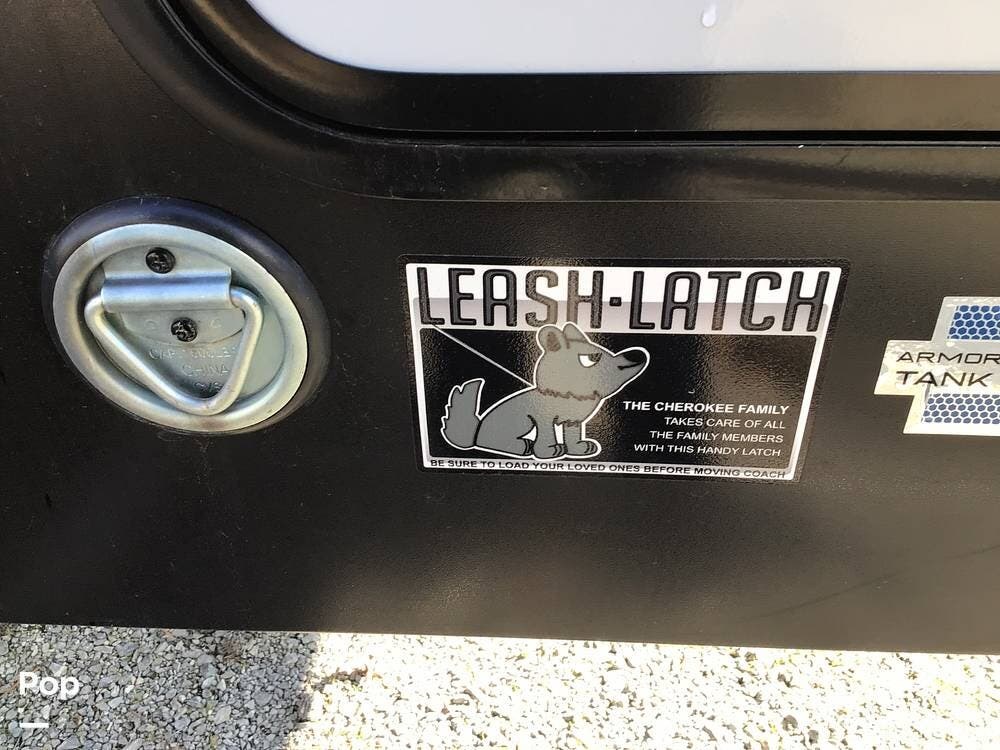 LEASH-LATCH
THE CHEROKEE FAMILY
TAKES CARE OF ALL
THE FAMILY MEMBERS
WITH THIS HANDY LATCH
BE SURE TO LOAD YOUR LOVED ONES BEFORE MOVING COACH
ARMOR
TANK
CHINA
Pop